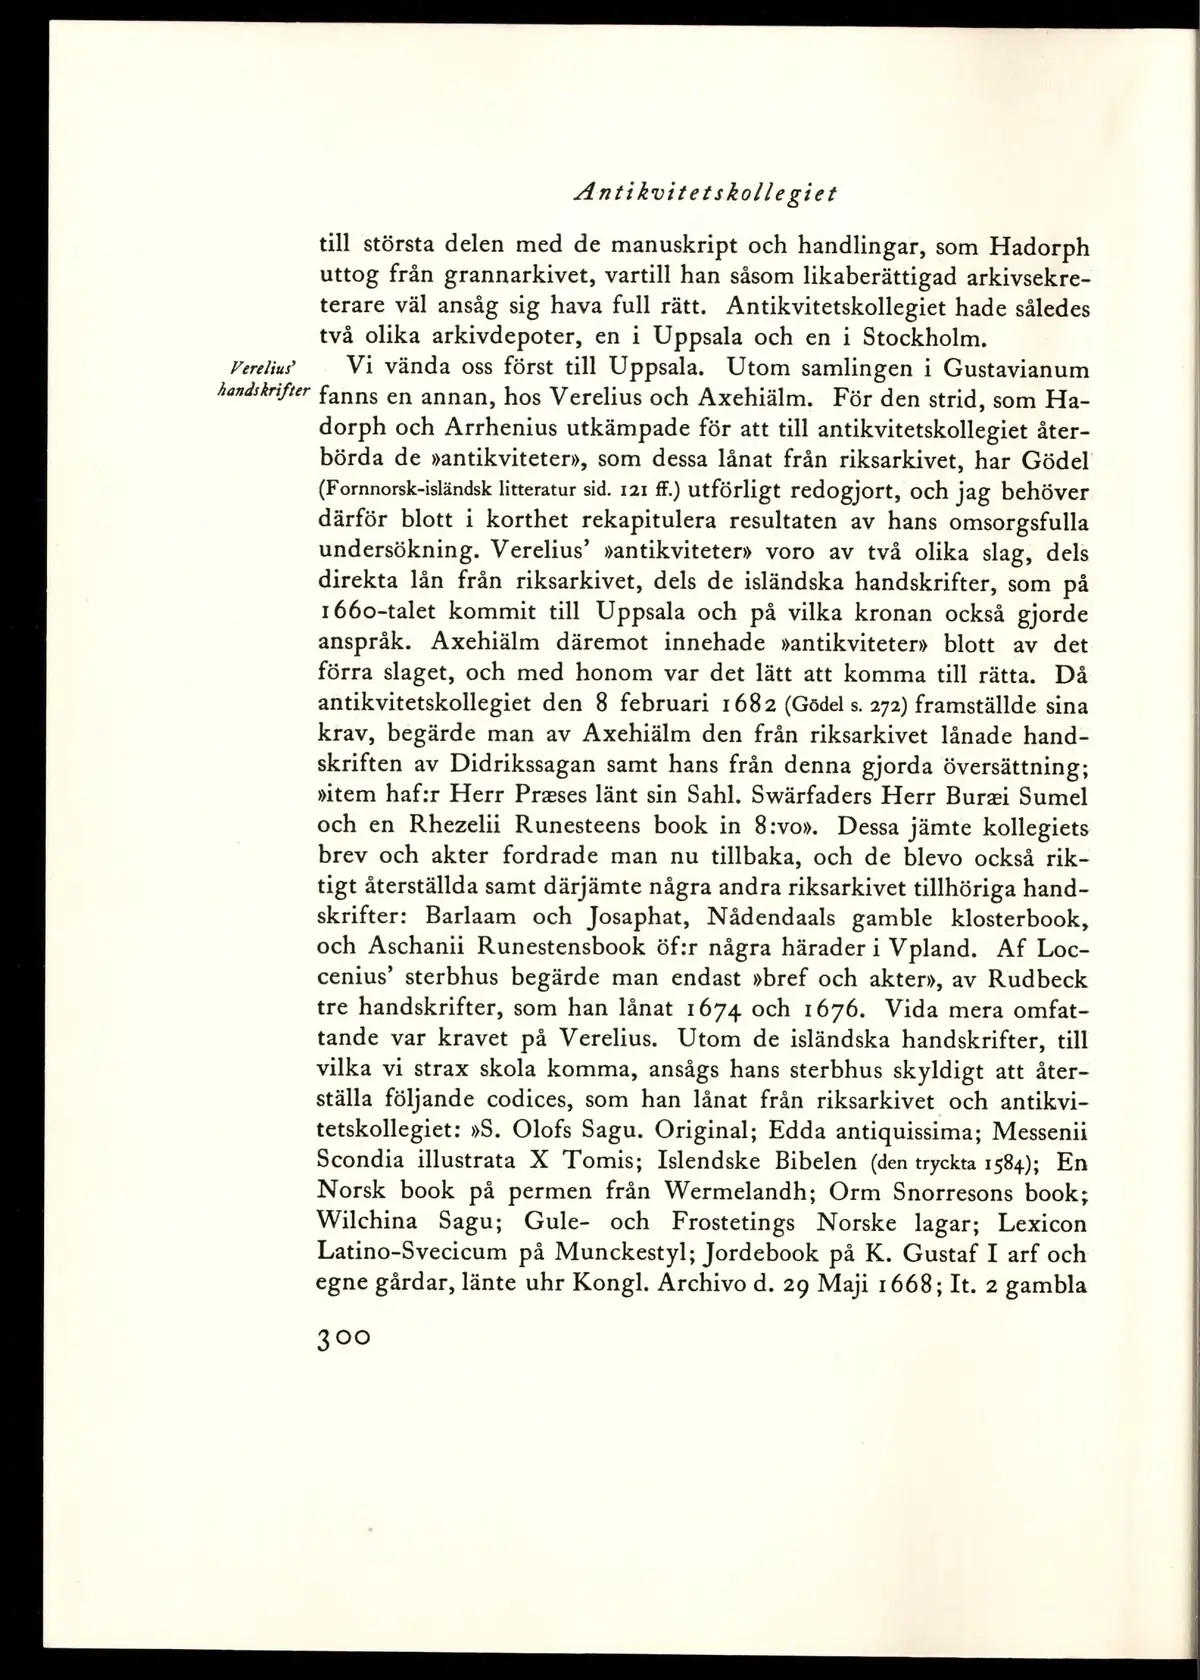 Antikvitetskollegiet
till största delen med de manuskript och handlingar, som Hadorph
uttog från grannarkivet, vartill han såsom likaberättigad arkivsekre-
terare väl ansåg sig hava full rätt. Antikvitetskollegiet hade således
två olika arkivdepoter, en i Uppsala och en i Stockholm.
Verelius'
handskrifter
Vi vända oss först till Uppsala. Utom samlingen i Gustavianum
fanns en annan, hos Verelius och Axehiälm. För den strid, som Ha-
dorph och Arrhenius utkämpade för att till antikvitetskollegiet åter-
börda de »antikviteter», som dessa lånat från riksarkivet, har Gödel
(Fornnorsk-isländsk litteratur sid. 121 ff.) utförligt redogjort, och jag behöver
därför blott i korthet rekapitulera resultaten av hans omsorgsfulla
undersökning. Verelius' »antikviteter» voro av två olika slag, dels
direkta lån från riksarkivet, dels de isländska handskrifter, som på
1660-talet kommit till Uppsala och på vilka kronan också gjorde
anspråk. Axehiälm däremot innehade »antikviteter» blott av det
förra slaget, och med honom var det lätt att komma till rätta. Då
antikvitetskollegiet den 8 februari 1682 (Gödel s. 272) framställde sina
krav, begärde man av Axehiälm den från riksarkivet lånade hand-
skriften av Didrikssagan samt hans från denna gjorda översättning;
»item haf:r Herr Præses länt sin Sahl. Swärfaders Herr Buræi Sumel
och en Rhezelii Runesteens book in 8:vo». Dessa jämte kollegiets
brev och akter fordrade man nu tillbaka, och de blevo också rik-
tigt återställda samt därjämte några andra riksarkivet tillhöriga hand-
skrifter: Barlaam och Josaphat, Nådendaals gamble klosterbook,
och Aschanii Runestensbook öf:r några härader i Vpland. Af Loc-
cenius' sterbhus begärde man endast »bref och akter», av Rudbeck
tre handskrifter, som han lånat 1674 och 1676. Vida mera omfat-
tande var kravet på Verelius. Utom de isländska handskrifter, till
vilka vi strax skola komma, ansågs hans sterbhus skyldigt att åter-
ställa följande codices, som han lånat från riksarkivet och antikvi-
tetskollegiet: »S. Olofs Sagu. Original; Edda antiquissima; Messenii
Scondia illustrata X Tomis; Islendske Bibelen (den tryckta 1584); En
Norsk book på permen från Wermelandh; Orm Snorresons book;
Wilchina Sagu; Gule- och Frostetings Norske lagar; Lexicon
Latino-Svecicum på Munckestyl; Jordebook på K. Gustaf I arf och
egne gårdar, länte uhr Kongl. Archivo d. 29 Maji 1668; It. 2 gambla
300